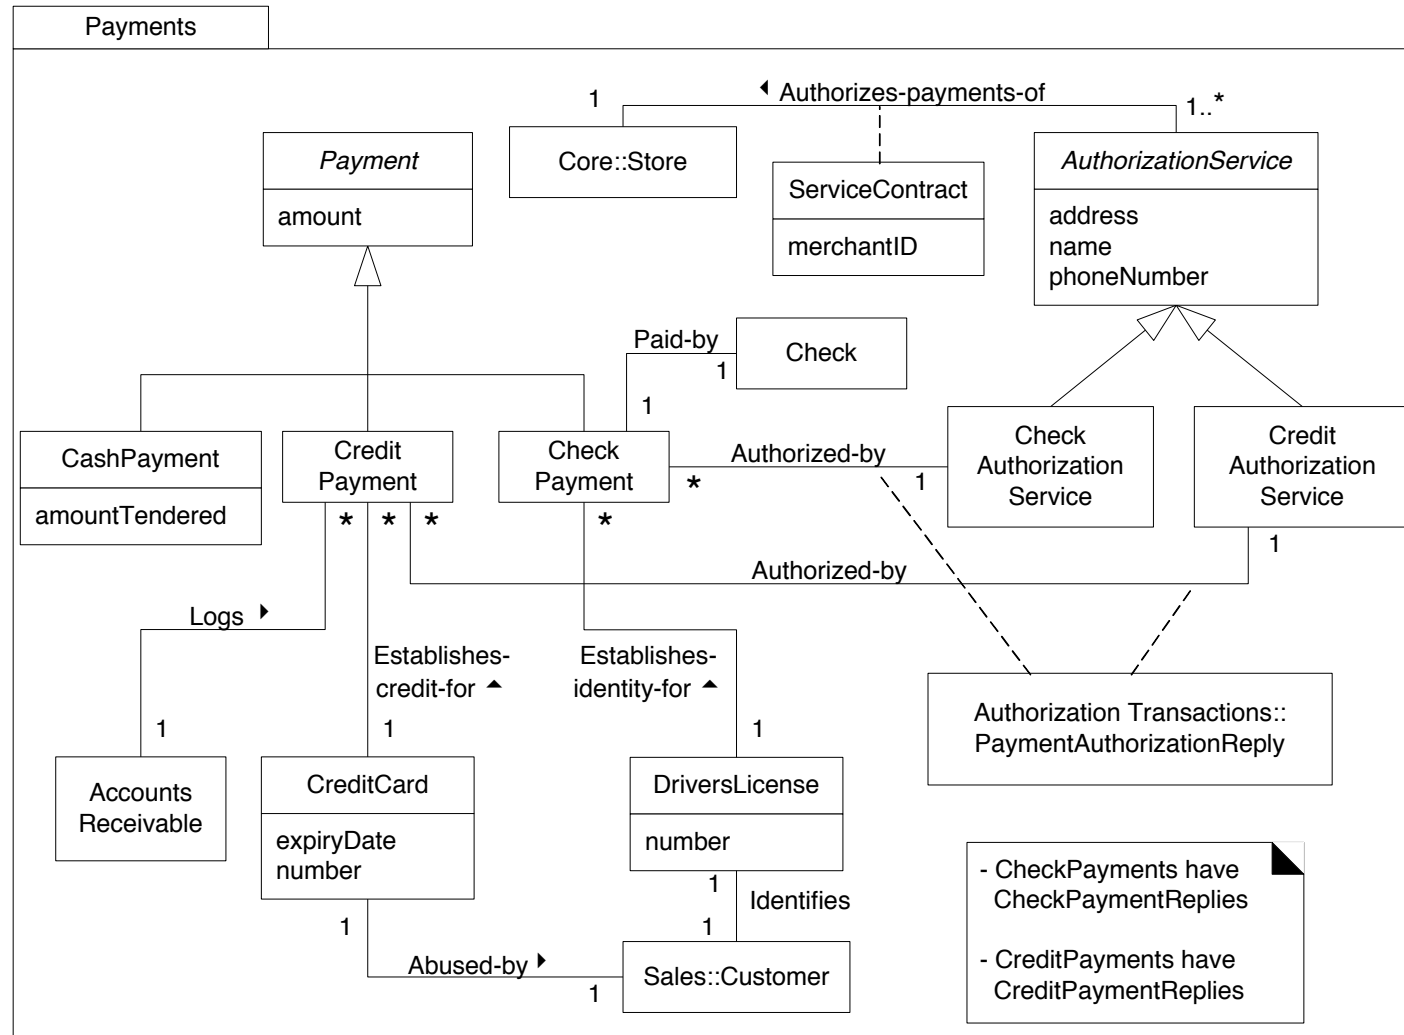 Payments
Authorizes-payments-of
1
1..*
Payment
amount
Core::Store
ServiceContract
merchantID
AuthorizationService
address
name
phoneNumber
Paid-by
1
Check
1
CashPayment
amountTendered
Credit
Payment
Check
Payment
Authorized-by
*
1
Check
Authorization
Service
Credit
Authorization
Service
*
*
*
*
1
Authorized-by
Logs
Establishes-
credit-for
Establishes-
identity-for
1
1
1
Authorization Transactions::
PaymentAuthorizationReply
Accounts
Receivable
CreditCard
expiryDate
number
DriversLicense
number
- CheckPayments have
CheckPaymentReplies
- CreditPayments have
CreditPaymentReplies
1
Identifies
1
1
Abused-by
1
Sales::Customer